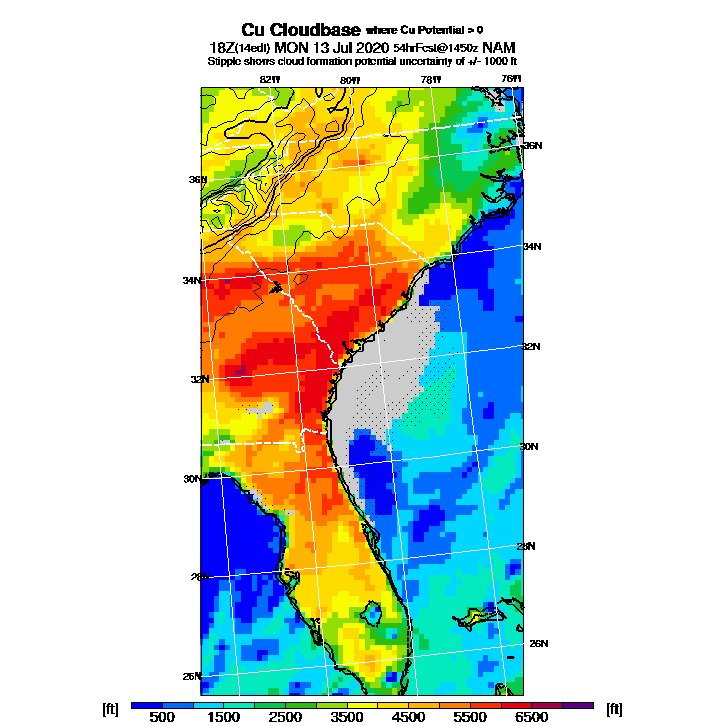 Cu Cloudbase where Cu Potential > 0
18Z(14edt) MON 13 Jul 2020 54hrFcst@1450z NAM
Stipple shows cloud formation potential uncertainty of +/- 1000 ft
82W 80W 78W 76W
36N 36N
34N 34N
32N 32N
30N 30N
28N 28N
26N 26N
[ft] 500 1500 2500 3500 4500 5500 6500 [ft]